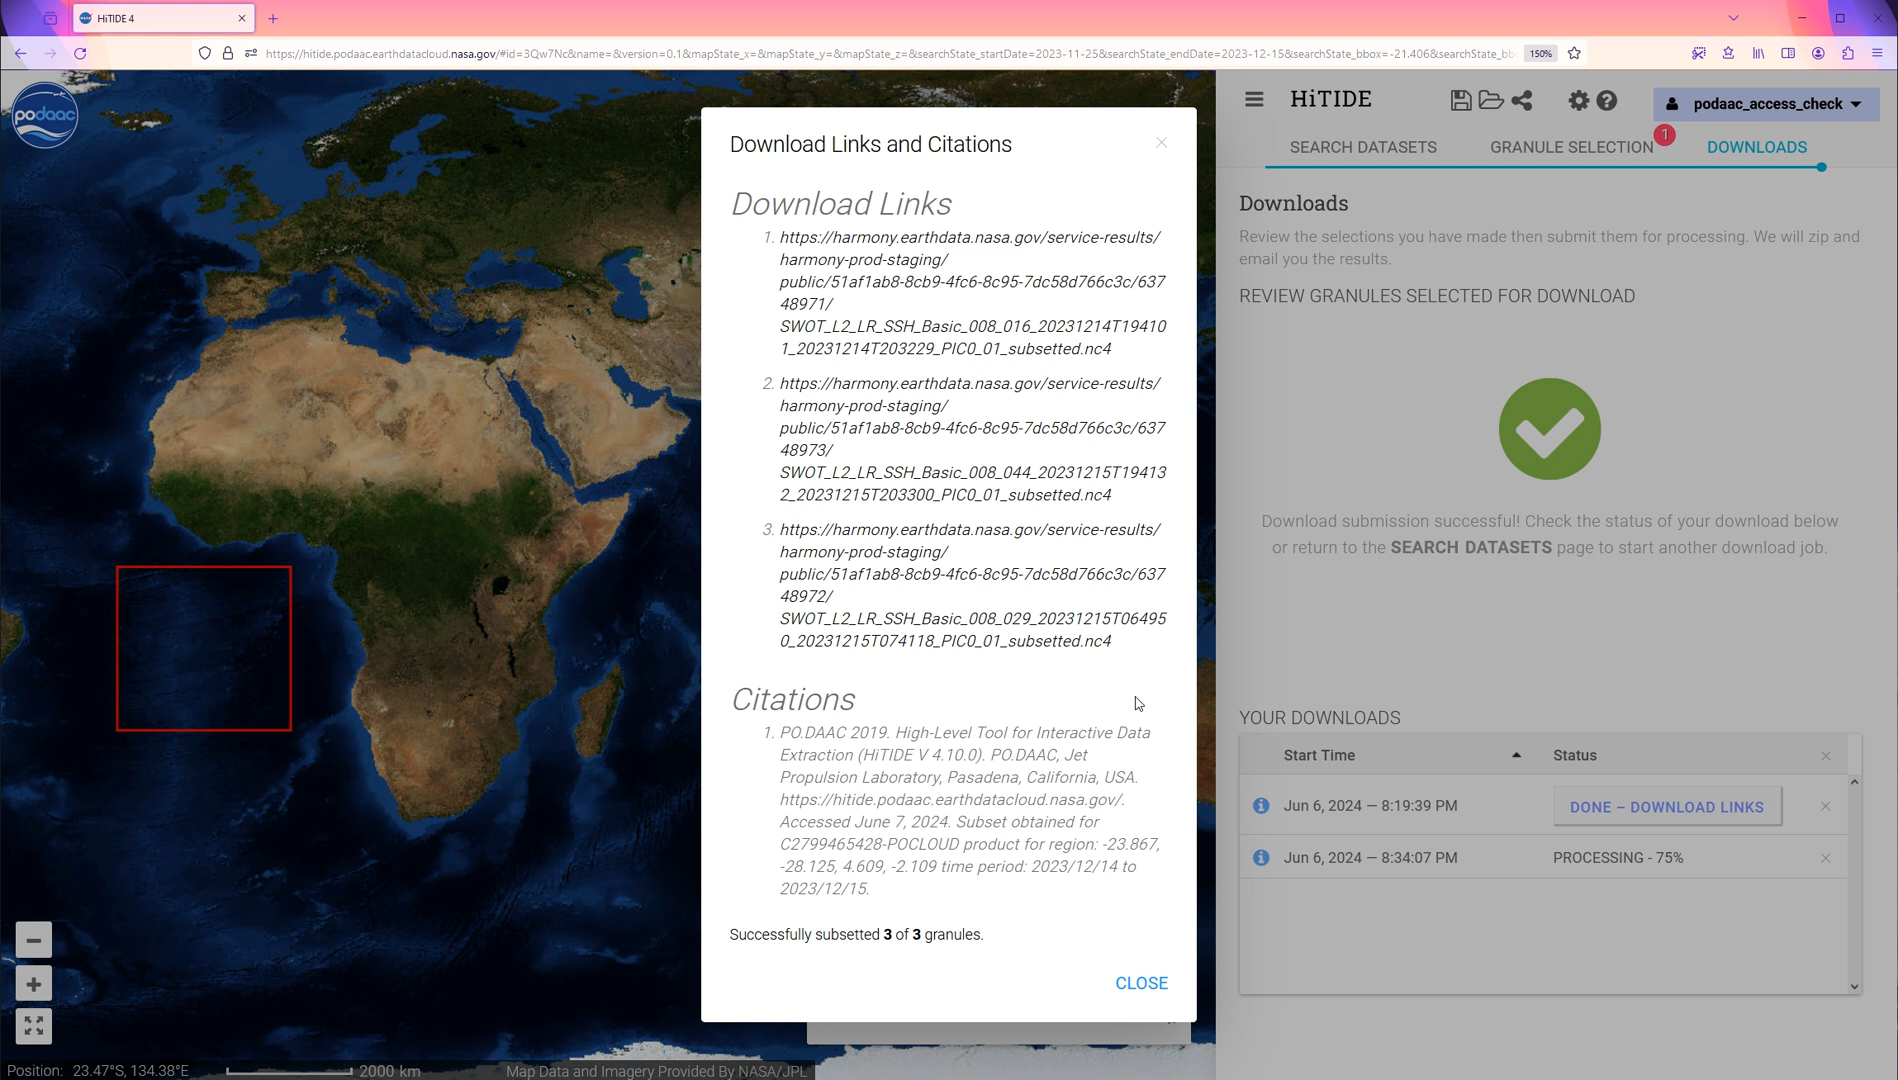 HiTIDE 4
https://hitide.podaac.earthdatacloud.nasa.gov/#id=3Qw7Nc&name=&version=0.1&mapState_x=&mapState_y=&mapState_z=&searchState_startDate=2023-11-25&searchState_endDate=2023-12-15&searchState_bbox=-21.406&searchState_bb
150%
podaac
HiTIDE
podaac_access_check
SEARCH DATASETS
GRANULE SELECTION
1
DOWNLOADS
Download Links and Citations
Download Links
1. https://harmony.earthdata.nasa.gov/service-results/
harmony-prod-staging/
public/51af1ab8-8cb9-4fc6-8c95-7dc58d766c3c/637
48971/
SWOT_L2_LR_SSH_Basic_008_016_20231214T19410
1_20231214T203229_PIC0_01_subsetted.nc4
2. https://harmony.earthdata.nasa.gov/service-results/
harmony-prod-staging/
public/51af1ab8-8cb9-4fc6-8c95-7dc58d766c3c/637
48973/
SWOT_L2_LR_SSH_Basic_008_044_20231215T19413
2_20231215T203300_PIC0_01_subsetted.nc4
3. https://harmony.earthdata.nasa.gov/service-results/
harmony-prod-staging/
public/51af1ab8-8cb9-4fc6-8c95-7dc58d766c3c/637
48972/
SWOT_L2_LR_SSH_Basic_008_029_20231215T06495
0_20231215T074118_PIC0_01_subsetted.nc4
Citations
1. PO.DAAC 2019. High-Level Tool for Interactive Data
Extraction (HiTIDE V 4.10.0). PO.DAAC, Jet
Propulsion Laboratory, Pasadena, California, USA.
https://hitide.podaac.earthdatacloud.nasa.gov/.
Accessed June 7, 2024. Subset obtained for
C2799465428-POCLOUD product for region: -23.867,
-28.125, 4.609, -2.109 time period: 2023/12/14 to
2023/12/15.
Successfully subsetted 3 of 3 granules.
CLOSE
Downloads
Review the selections you have made then submit them for processing. We will zip and
email you the results.
REVIEW GRANULES SELECTED FOR DOWNLOAD
Download submission successful! Check the status of your download below
or return to the SEARCH DATASETS page to start another download job.
YOUR DOWNLOADS
Start Time Status
Jun 6, 2024 — 8:19:39 PM DONE – DOWNLOAD LINKS
Jun 6, 2024 — 8:34:07 PM PROCESSING - 75%
Position: 23.47°S, 134.38°E
2000 km
Map Data and Imagery Provided By NASA/JPL